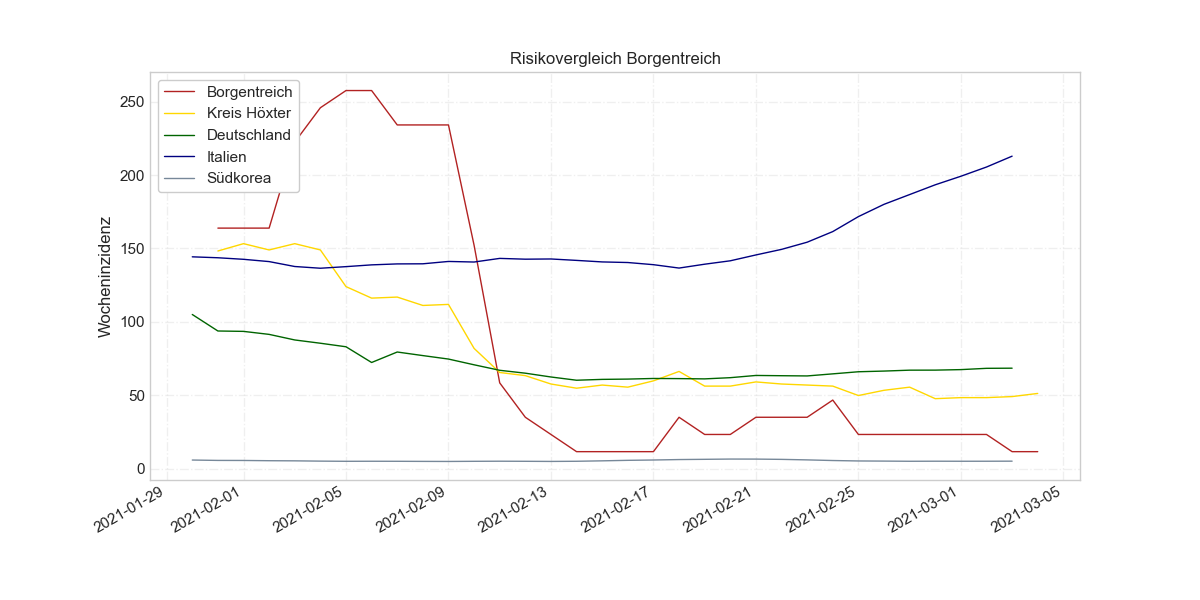 Risikovergleich Borgentreich
Borgentreich
Kreis Höxter
Deutschland
Italien
Südkorea
Wocheninzidenz
250
200
150
100
50
0
2021-01-29
2021-02-01
2021-02-05
2021-02-09
2021-02-13
2021-02-17
2021-02-21
2021-02-25
2021-03-01
2021-03-05